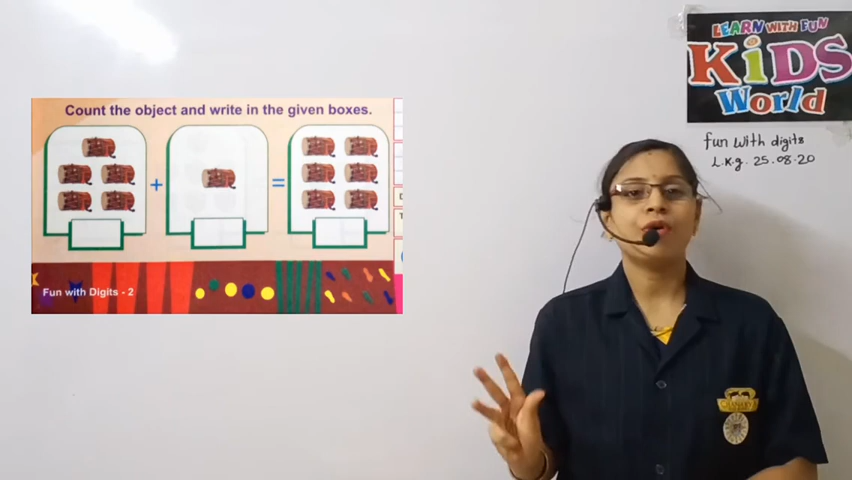 LEARN WITH FUN
KiDS
World
fun with digits
L.K.g. 25.08.20
Count the object and write in the given boxes.
+ =
Fun with Digits - 2